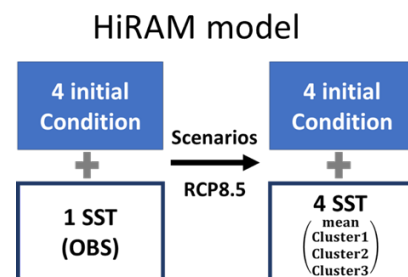 HiRAM model
4 initial
Condition
+
1 SST
(OBS)
Scenarios
RCP8.5
4 initial
Condition
+
4 SST
(mean
Cluster1
Cluster2
Cluster3)